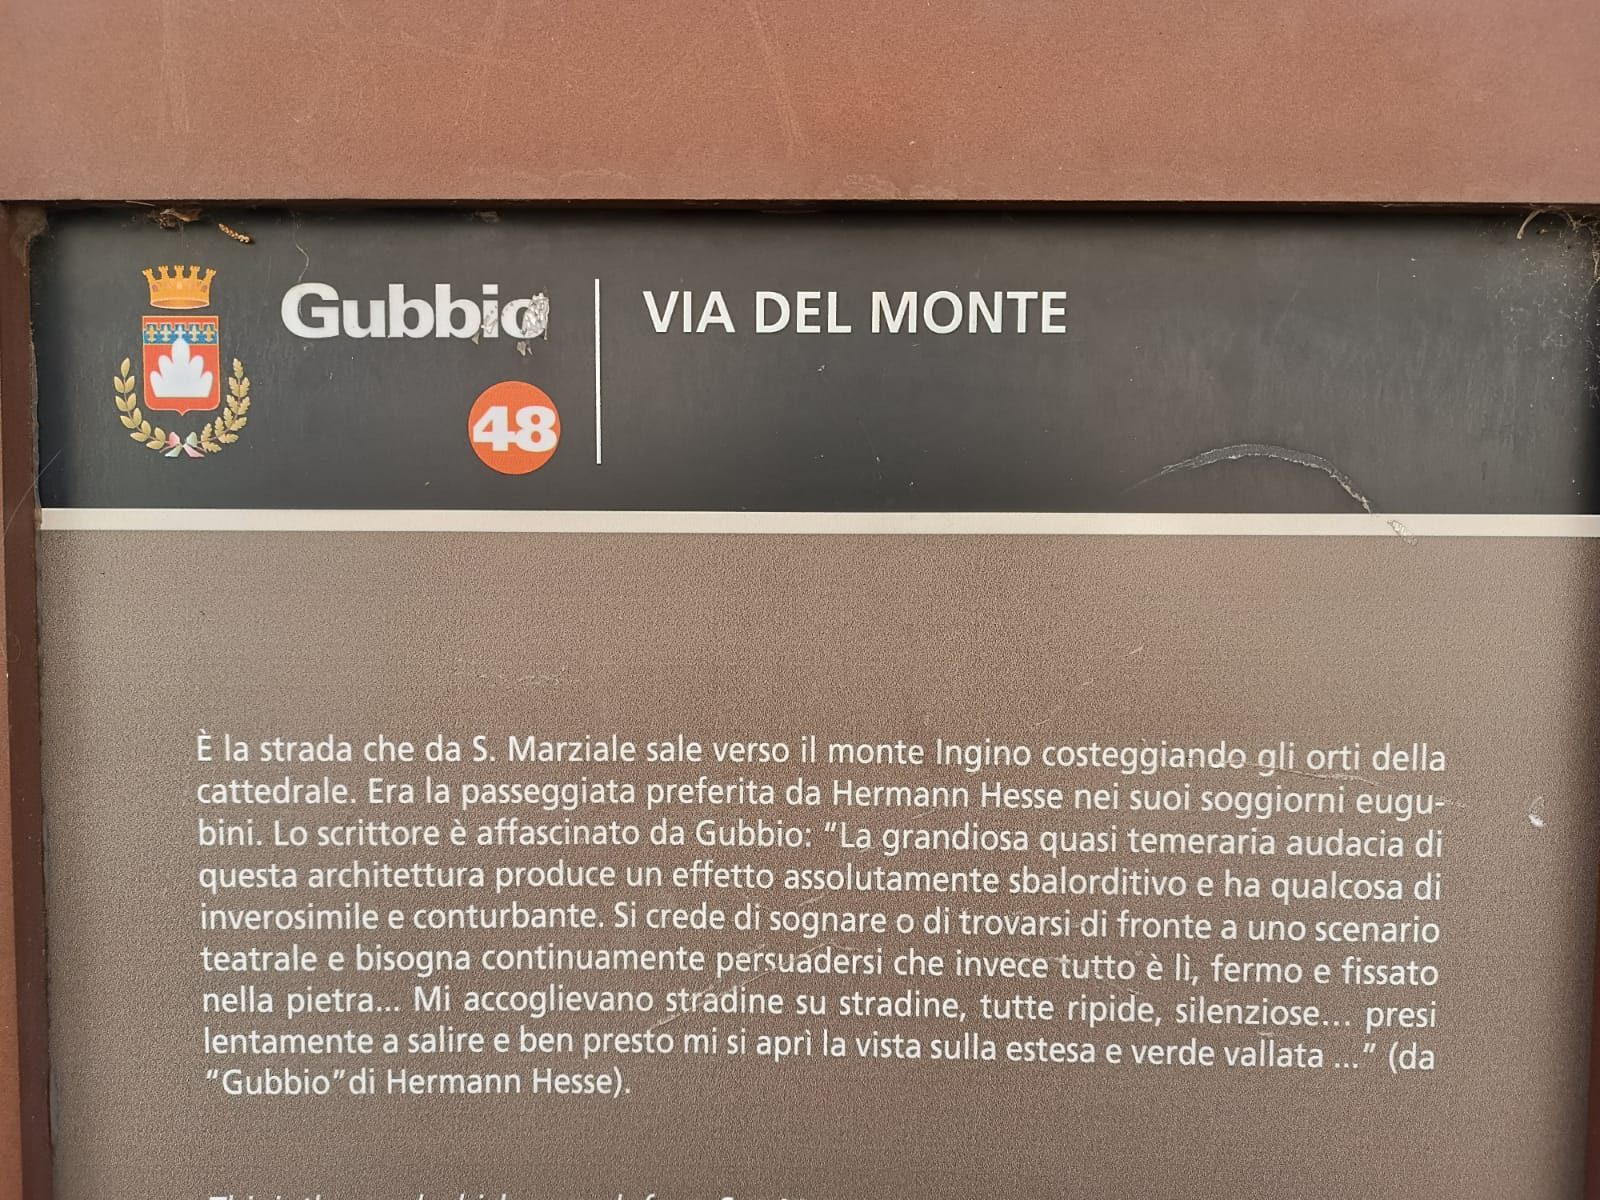 Gubbio
VIA DEL MONTE
48
È la strada che da S. Marziale sale verso il monte Ingino costeggiando gli orti della
cattedrale. Era la passeggiata preferita da Hermann Hesse nei suoi soggiorni eugu-
bini. Lo scrittore è affascinato da Gubbio: “La grandiosa quasi temeraria audacia di
questa architettura produce un effetto assolutamente sbalorditivo e ha qualcosa di
inverosimile e conturbante. Si crede di sognare o di trovarsi di fronte a uno scenario
teatrale e bisogna continuamente persuadersi che invece tutto è lì, fermo e fissato
nella pietra... Mi accoglievano stradine su stradine, tutte ripide, silenziose... presi
lentamente a salire e ben presto mi si aprì la vista sulla estesa e verde vallata ...” (da
“Gubbio”di Hermann Hesse).